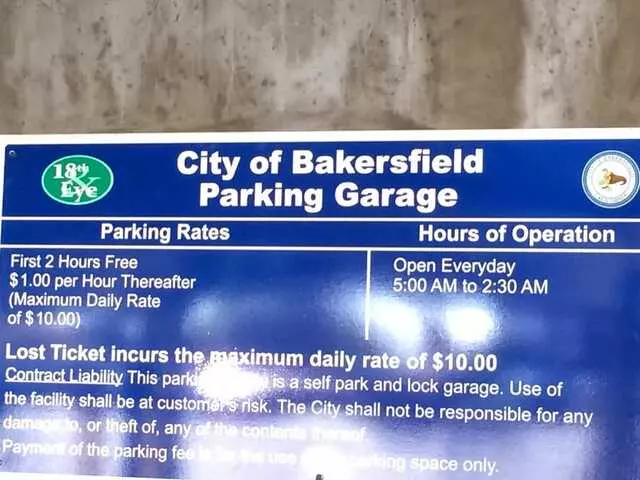 18th
&
Eye
City of Bakersfield
Parking Garage
Parking Rates
Hours of Operation
First 2 Hours Free
$1.00 per Hour Thereafter
(Maximum Daily Rate
of $10.00)
Open Everyday
5:00 AM to 2:30 AM
Lost Ticket incurs the maximum daily rate of $10.00
Contract Liability This is a self park and lock garage. Use of
the facility shall be at customer's risk. The City shall not be responsible for any
damage to, or theft of, any of the contents thereof.
Payment of the parking fee is for the use parking space only.